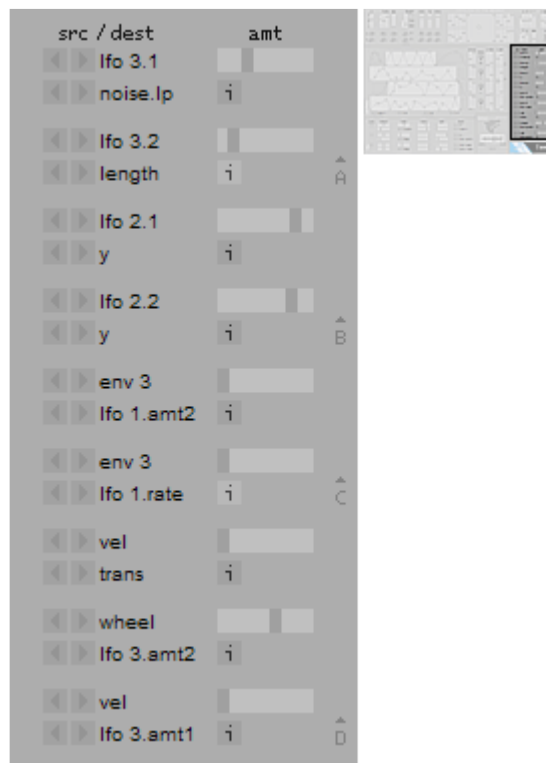 src / dest amt
lfo 3.1
noise.lp i
lfo 3.2
length i A
lfo 2.1
y i
lfo 2.2
y i B
env 3
lfo 1.amt2 i
env 3
lfo 1.rate i C
vel
trans i
wheel
lfo 3.amt2 i
vel
lfo 3.amt1 i D